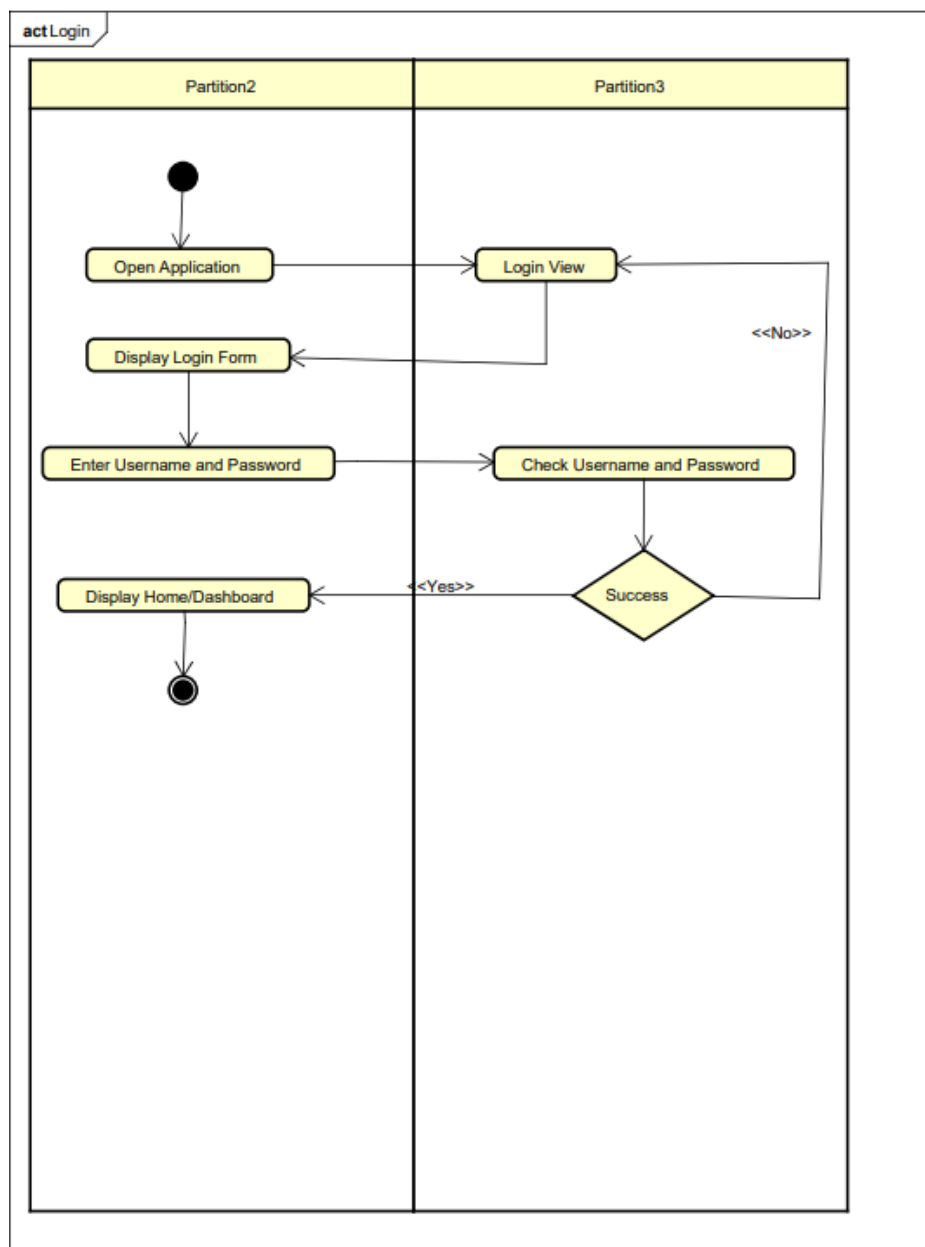 act Login
Partition2
Partition3
Open Application
Login View
<<No>>
Display Login Form
Enter Username and Password
Check Username and Password
<<Yes>>
Display Home/Dashboard
Success